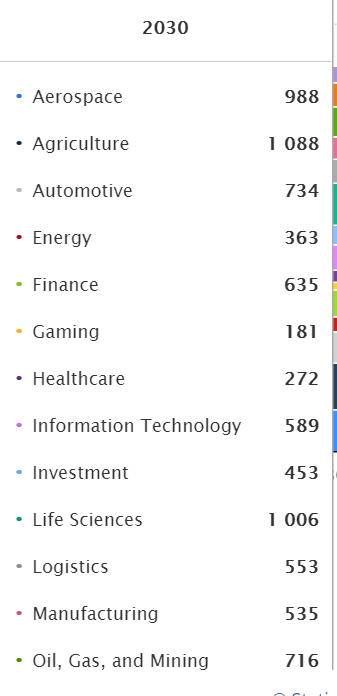 2030
Aerospace 988
Agriculture 1 088
Automotive 734
Energy 363
Finance 635
Gaming 181
Healthcare 272
Information Technology 589
Investment 453
Life Sciences 1 006
Logistics 553
Manufacturing 535
Oil, Gas, and Mining 716